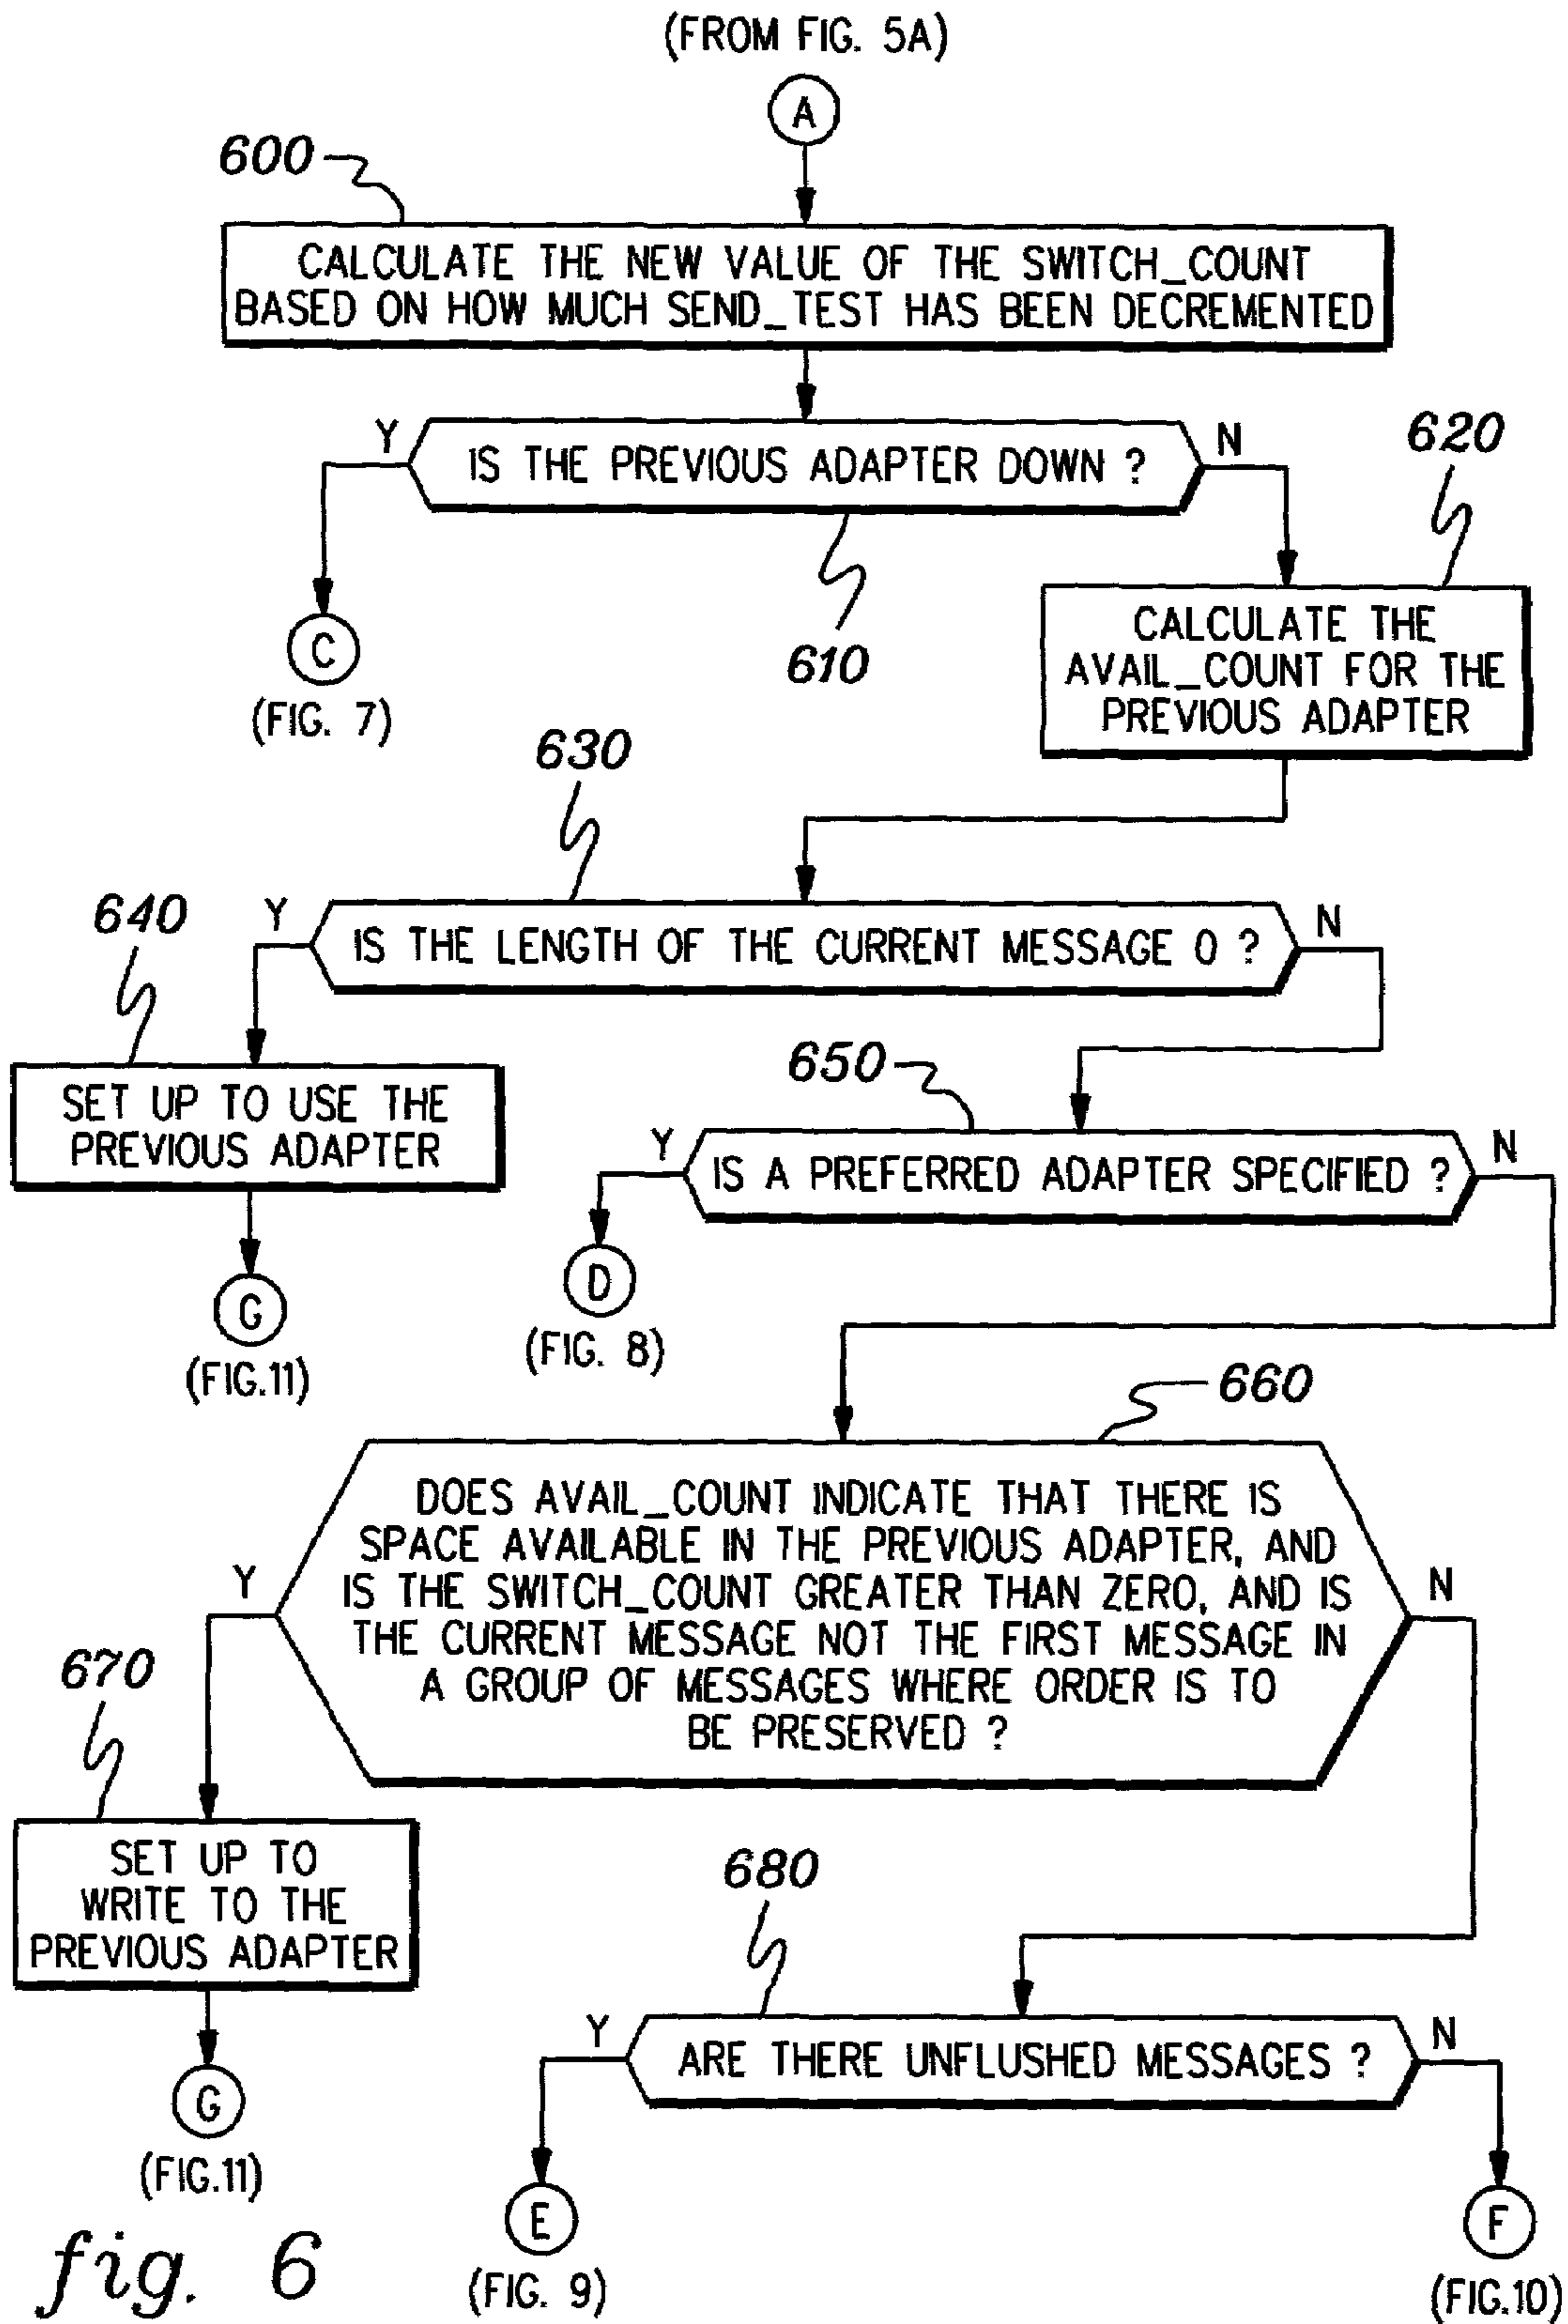 (FROM FIG. 5A)
A
600
CALCULATE THE NEW VALUE OF THE SWITCH_COUNT
BASED ON HOW MUCH SEND_TEST HAS BEEN DECREMENTED
Y
IS THE PREVIOUS ADAPTER DOWN ?
N
620
610
C
(FIG. 7)
CALCULATE THE
AVAIL_COUNT FOR THE
PREVIOUS ADAPTER
630
640
Y
IS THE LENGTH OF THE CURRENT MESSAGE 0 ?
N
650
SET UP TO USE THE
PREVIOUS ADAPTER
Y
IS A PREFERRED ADAPTER SPECIFIED ?
N
G
(FIG.11)
D
(FIG. 8)
660
Y
DOES AVAIL_COUNT INDICATE THAT THERE IS
SPACE AVAILABLE IN THE PREVIOUS ADAPTER, AND
IS THE SWITCH_COUNT GREATER THAN ZERO, AND IS
THE CURRENT MESSAGE NOT THE FIRST MESSAGE IN
A GROUP OF MESSAGES WHERE ORDER IS TO
BE PRESERVED ?
N
670
SET UP TO
WRITE TO THE
PREVIOUS ADAPTER
680
Y
ARE THERE UNFLUSHED MESSAGES ?
N
G
(FIG.11)
E
(FIG. 9)
F
(FIG.10)
fig. 6